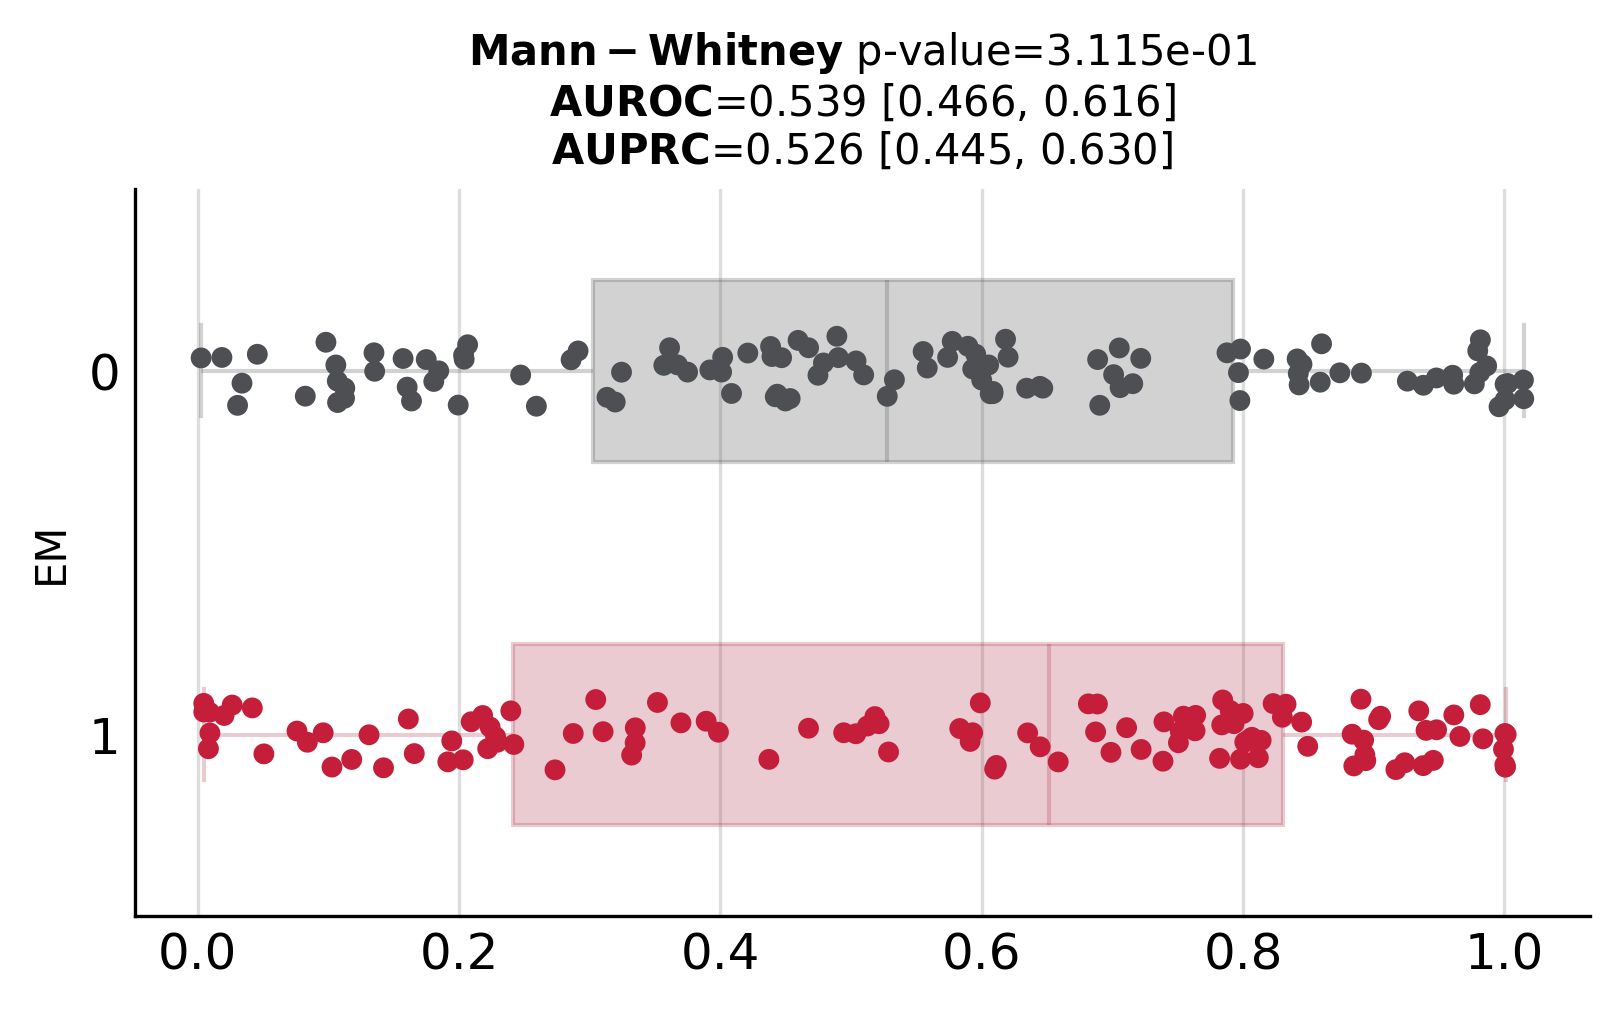 Mann−Whitney p-value=3.115e-01
AUROC=0.539 [0.466, 0.616]
AUPRC=0.526 [0.445, 0.630]
0
EM
1
0.0 0.2 0.4 0.6 0.8 1.0